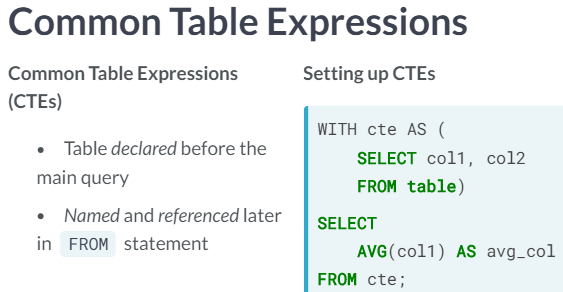 Common Table Expressions
Common Table Expressions
(CTEs)
• Table declared before the
main query
• Named and referenced later
in FROM statement
Setting up CTEs
WITH cte AS (
    SELECT col1, col2
    FROM table)
SELECT
    AVG(col1) AS avg_col
FROM cte;